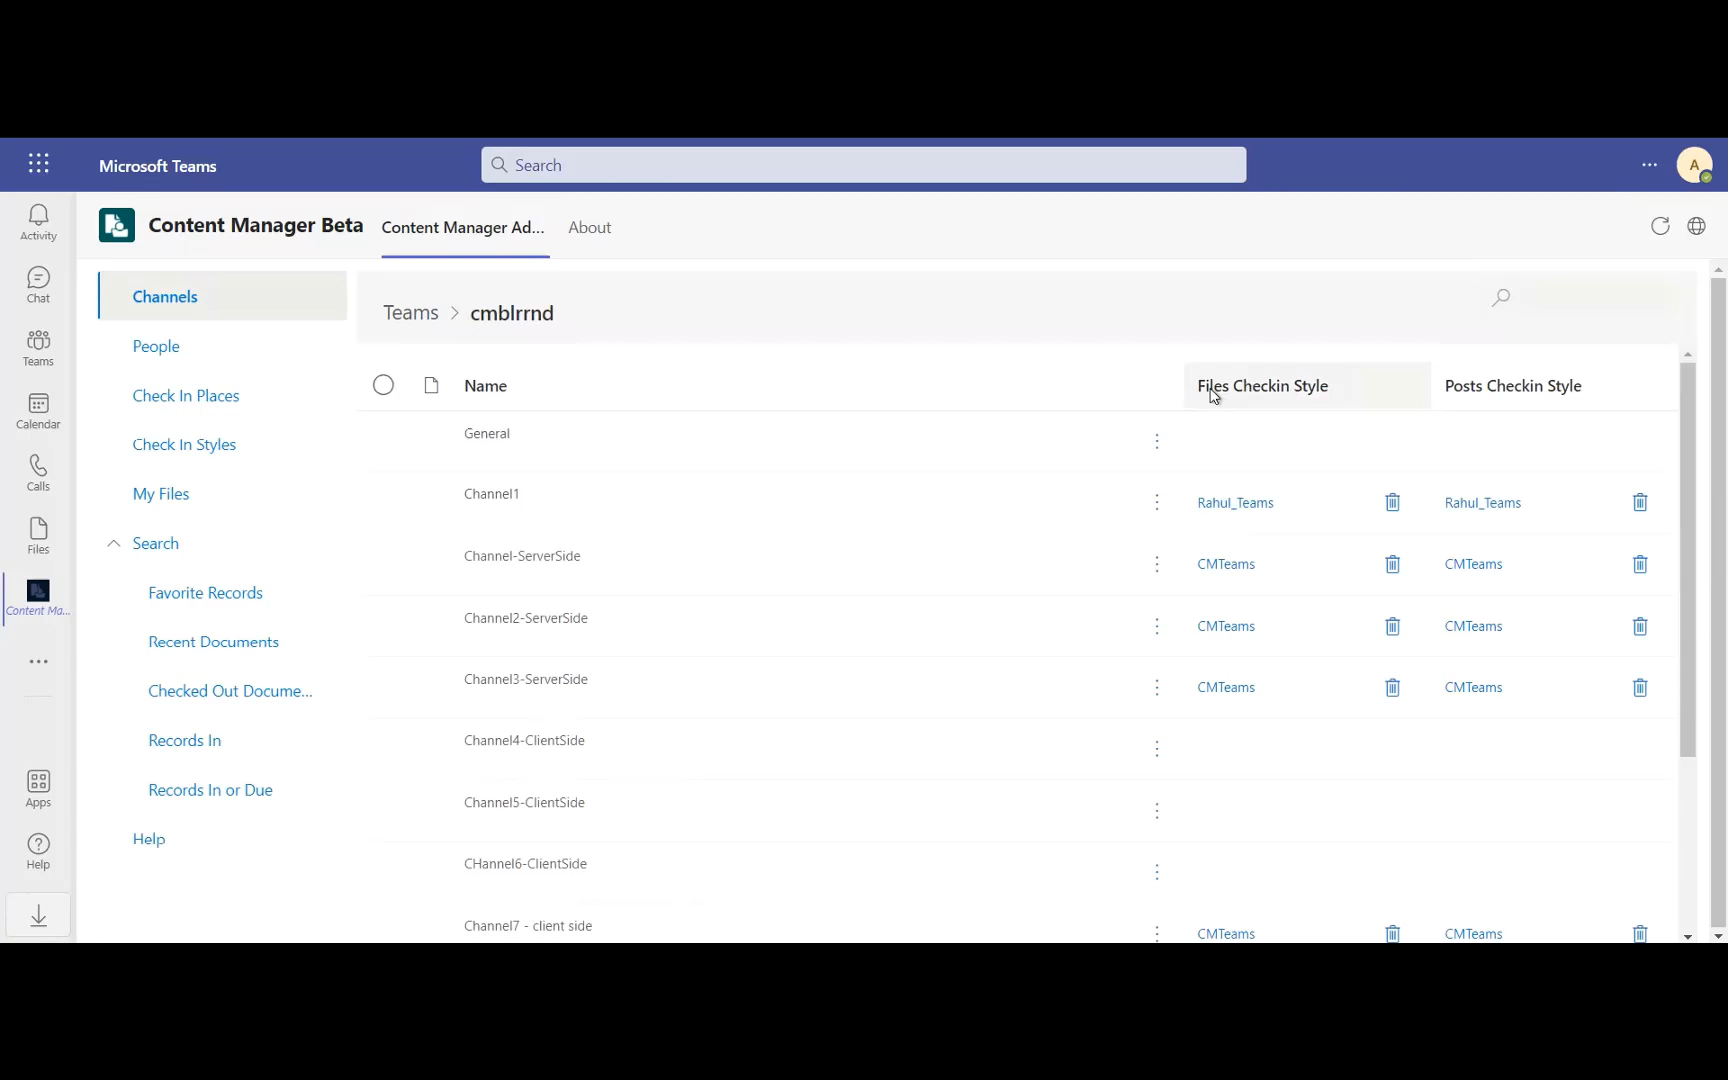 Microsoft Teams
Search
A
Activity
Chat
Teams
Calendar
Calls
Files
Content Ma...
Apps
Help
Content Manager Beta
Content Manager Ad...
About
Channels
People
Check In Places
Check In Styles
My Files
Search
Favorite Records
Recent Documents
Checked Out Docume...
Records In
Records In or Due
Help
Teams > cmblrrnd
Name Files Checkin Style Posts Checkin Style
General
Channel1 Rahul_Teams Rahul_Teams
Channel-ServerSide CMTeams CMTeams
Channel2-ServerSide CMTeams CMTeams
Channel3-ServerSide CMTeams CMTeams
Channel4-ClientSide
Channel5-ClientSide
CHannel6-ClientSide
Channel7 - client side CMTeams CMTeams